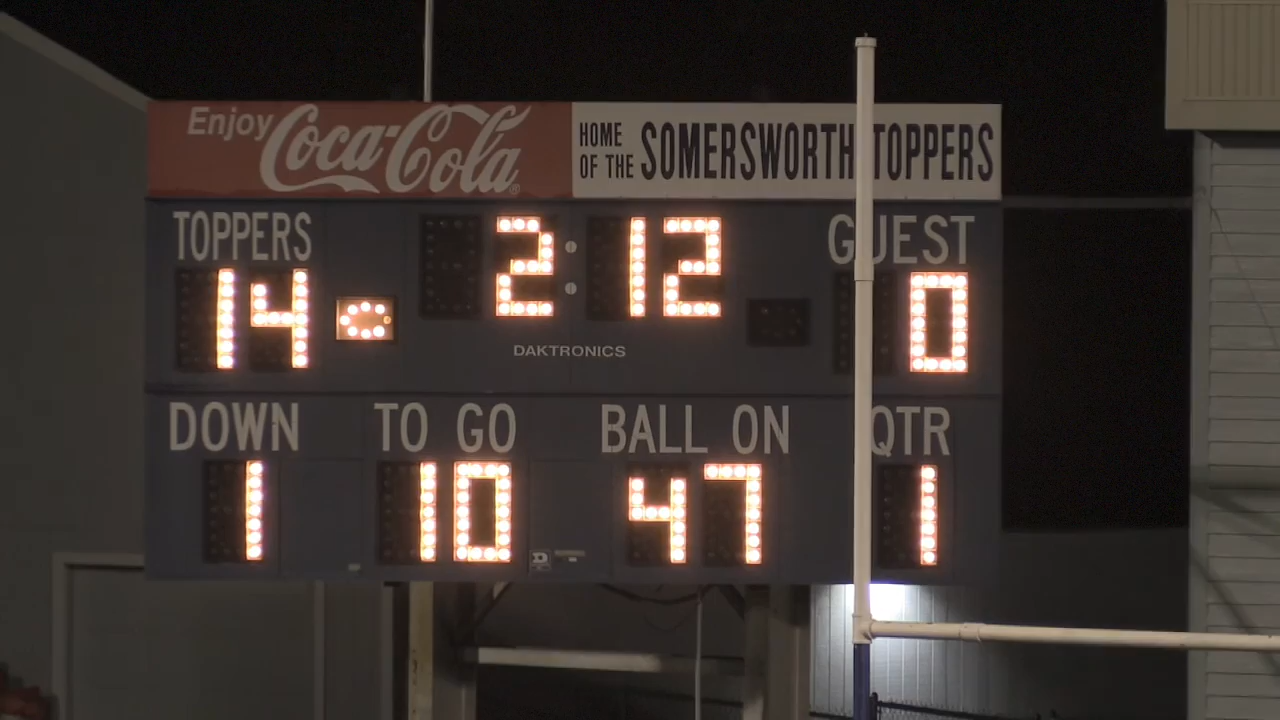 Enjoy Coca-Cola®
HOME OF THE SOMERSWORTH TOPPERS
TOPPERS 2:12 GUEST
14 0
DAKTRONICS
DOWN TO GO BALL ON QTR
1 10 47 1